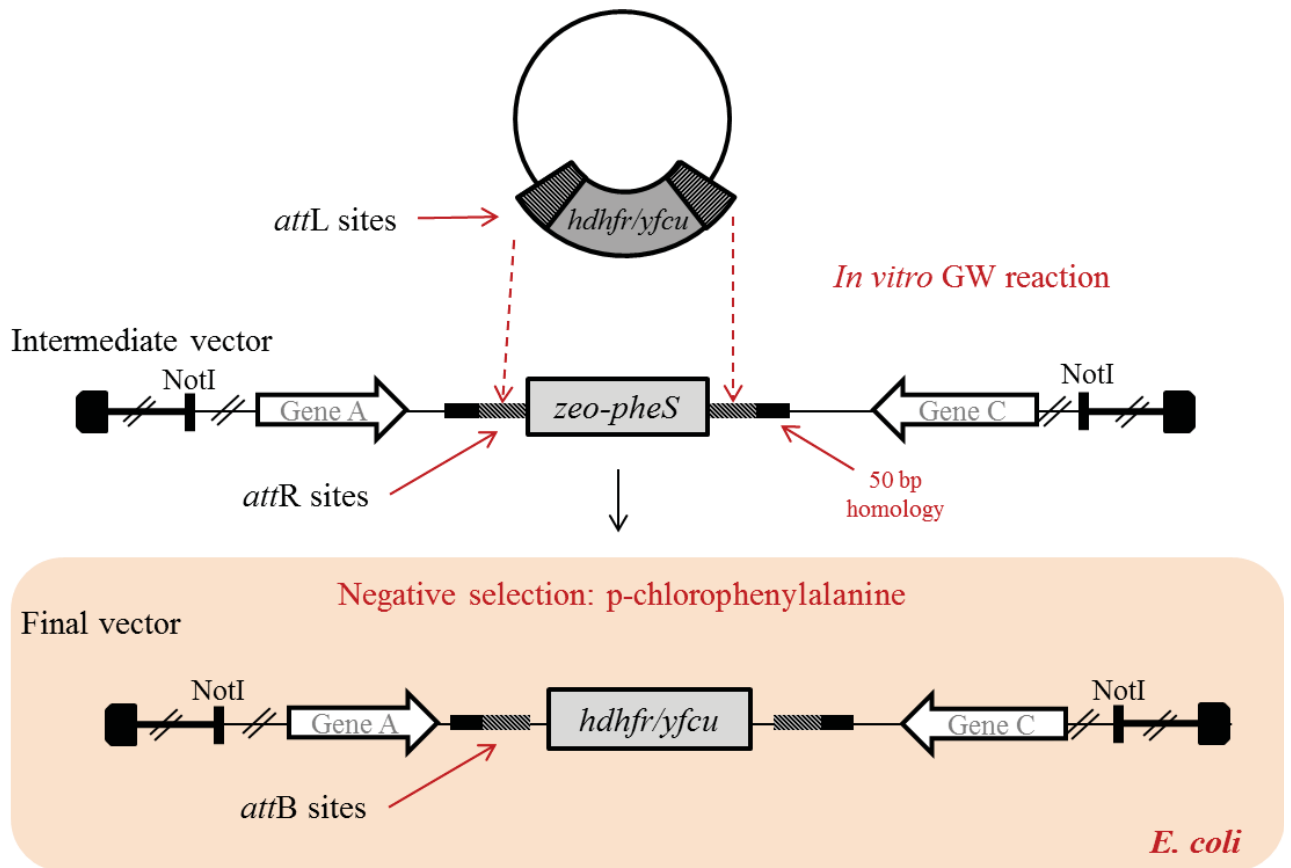 attL sites
hdhfr/yfcu
In vitro GW reaction
Intermediate vector
NotI
NotI
Gene A
zeo-pheS
Gene C
attR sites
50 bp
homology
Negative selection: p-chlorophenylalanine
Final vector
NotI
NotI
Gene A
hdhfr/yfcu
Gene C
attB sites
E. coli